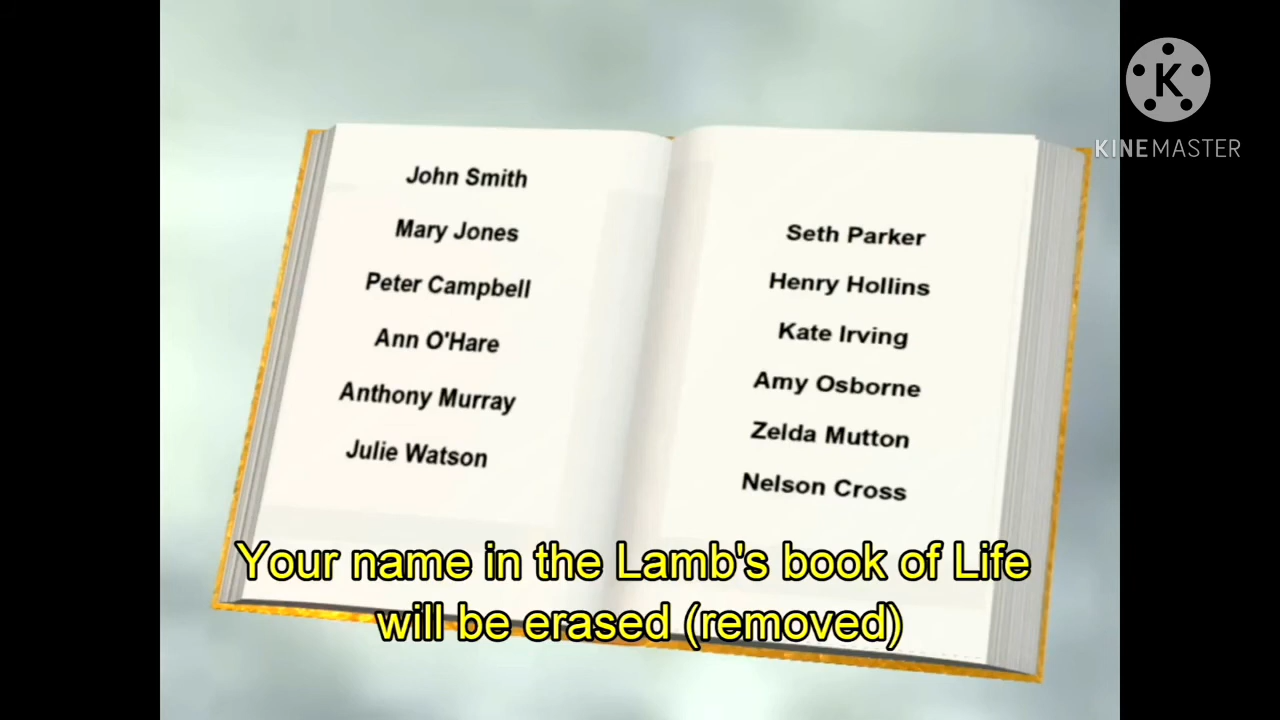 John Smith
Mary Jones
Peter Campbell
Ann O'Hare
Anthony Murray
Julie Watson
Seth Parker
Henry Hollins
Kate Irving
Amy Osborne
Zelda Mutton
Nelson Cross
Your name in the Lamb's book of Life
will be erased (removed)
K
KINEMASTER